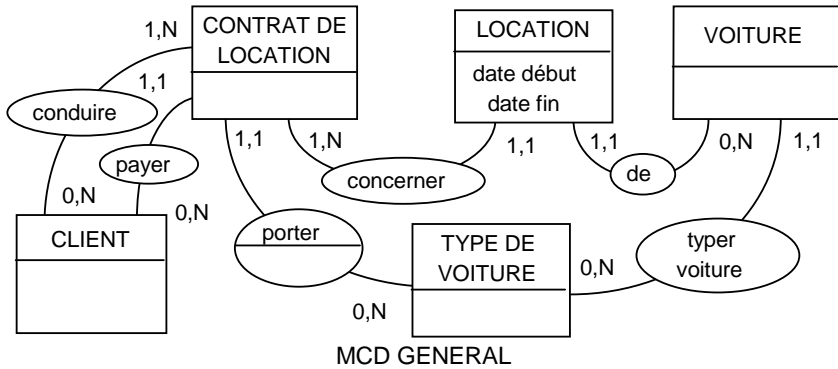 CONTRAT DE
LOCATION
LOCATION
date début
date fin
VOITURE
1,N
1,1
conduire
payer
1,1
1,N
1,1
1,1
0,N
1,1
concerner
de
0,N
0,N
CLIENT
porter
TYPE DE
VOITURE
0,N
typer
voiture
0,N
MCD GENERAL